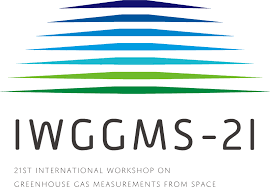 IWGGMS-21
21ST INTERNATIONAL WORKSHOP ON
GREENHOUSE GAS MEASUREMENTS FROM SPACE